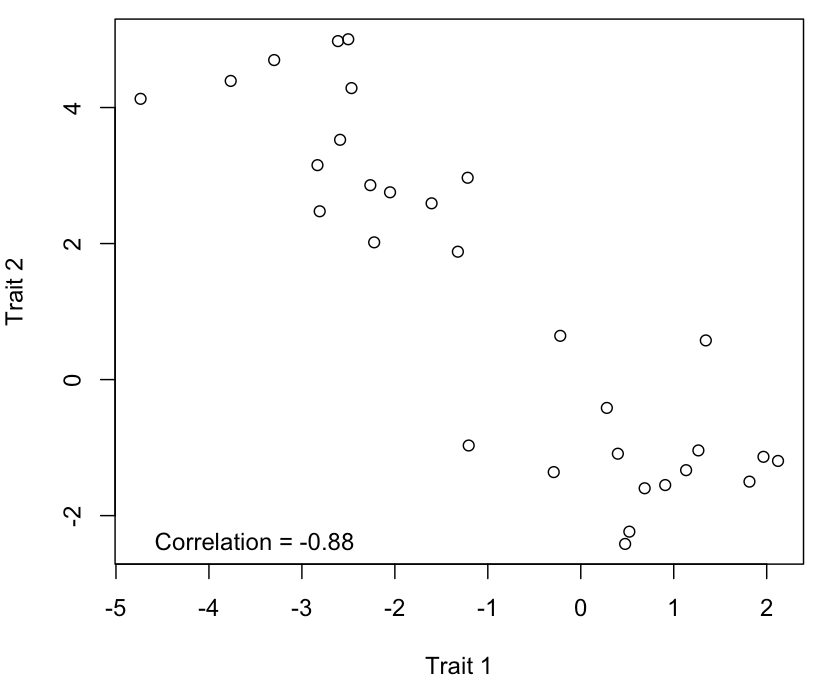 4
2
0
-2
Trait 2
Correlation = -0.88
-5 -4 -3 -2 -1 0 1 2
Trait 1